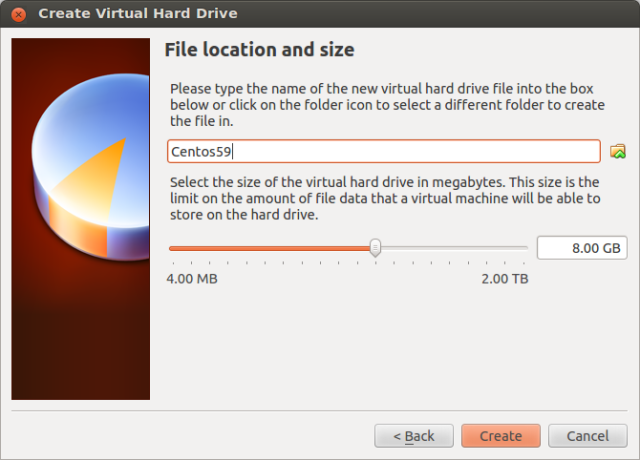 Create Virtual Hard Drive
File location and size
Please type the name of the new virtual hard drive file into the box
below or click on the folder icon to select a different folder to create
the file in.
Centos59
Select the size of the virtual hard drive in megabytes. This size is the
limit on the amount of file data that a virtual machine will be able to
store on the hard drive.
8.00 GB
4.00 MB 2.00 TB
< Back Create Cancel